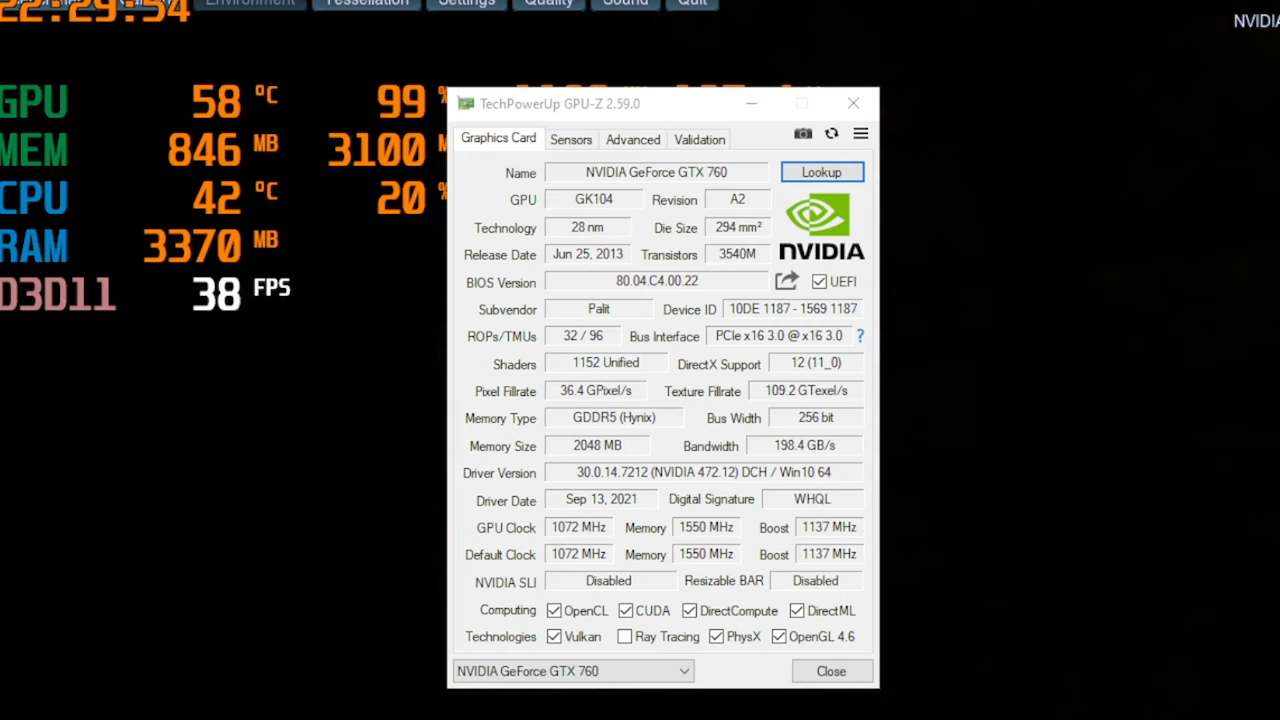 22:29:54
Environment Tessellation Settings Quality Sound Quit
NVIDIA
GPU 58 °C 99 %
MEM 846 MB 3100 M
CPU 42 °C 20 %
RAM 3370 MB
D3D11 38 FPS
TechPowerUp GPU-Z 2.59.0
Graphics Card Sensors Advanced Validation
Name NVIDIA GeForce GTX 760 Lookup
GPU GK104 Revision A2
Technology 28 nm Die Size 294 mm²
NVIDIA
Release Date Jun 25, 2013 Transistors 3540M
BIOS Version 80.04.C4.00.22 UEFI
Subvendor Palit Device ID 10DE 1187 - 1569 1187
ROPs/TMUs 32 / 96 Bus Interface PCIe x16 3.0 @ x16 3.0 ?
Shaders 1152 Unified DirectX Support 12 (11_0)
Pixel Fillrate 36.4 GPixel/s Texture Fillrate 109.2 GTexel/s
Memory Type GDDR5 (Hynix) Bus Width 256 bit
Memory Size 2048 MB Bandwidth 198.4 GB/s
Driver Version 30.0.14.7212 (NVIDIA 472.12) DCH / Win10 64
Driver Date Sep 13, 2021 Digital Signature WHQL
GPU Clock 1072 MHz Memory 1550 MHz Boost 1137 MHz
Default Clock 1072 MHz Memory 1550 MHz Boost 1137 MHz
NVIDIA SLI Disabled Resizable BAR Disabled
Computing OpenCL CUDA DirectCompute DirectML
Technologies Vulkan Ray Tracing PhysX OpenGL 4.6
NVIDIA GeForce GTX 760 Close